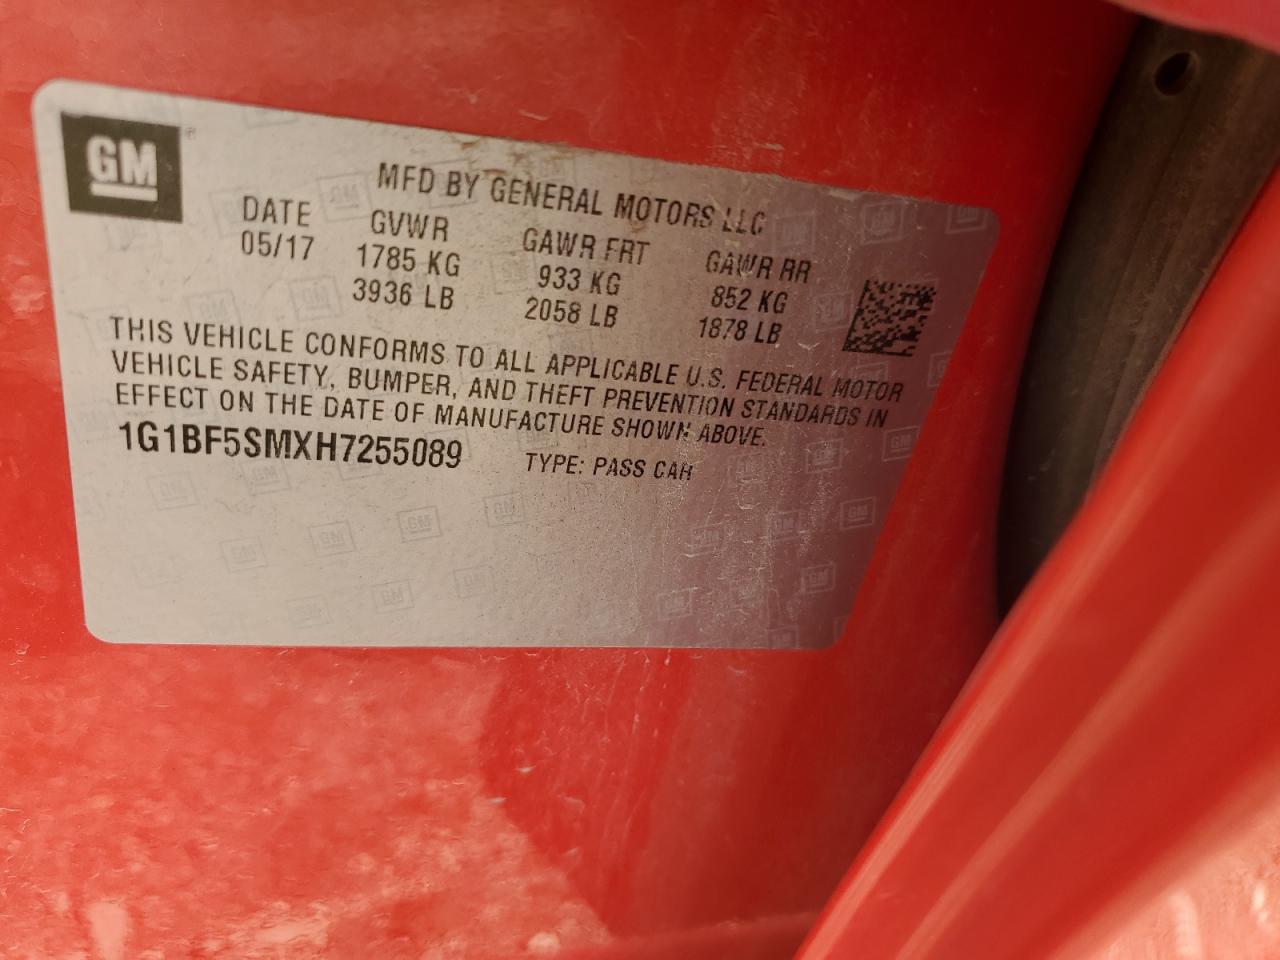 GM
MFD BY GENERAL MOTORS LLC
DATE GVWR GAWR FRT GAWR RR
05/17 1785 KG 933 KG 852 KG
3936 LB 2058 LB 1878 LB
THIS VEHICLE CONFORMS TO ALL APPLICABLE U.S. FEDERAL MOTOR
VEHICLE SAFETY, BUMPER, AND THEFT PREVENTION STANDARDS IN
EFFECT ON THE DATE OF MANUFACTURE SHOWN ABOVE.
1G1BF5SMXH7255089 TYPE: PASS CAR